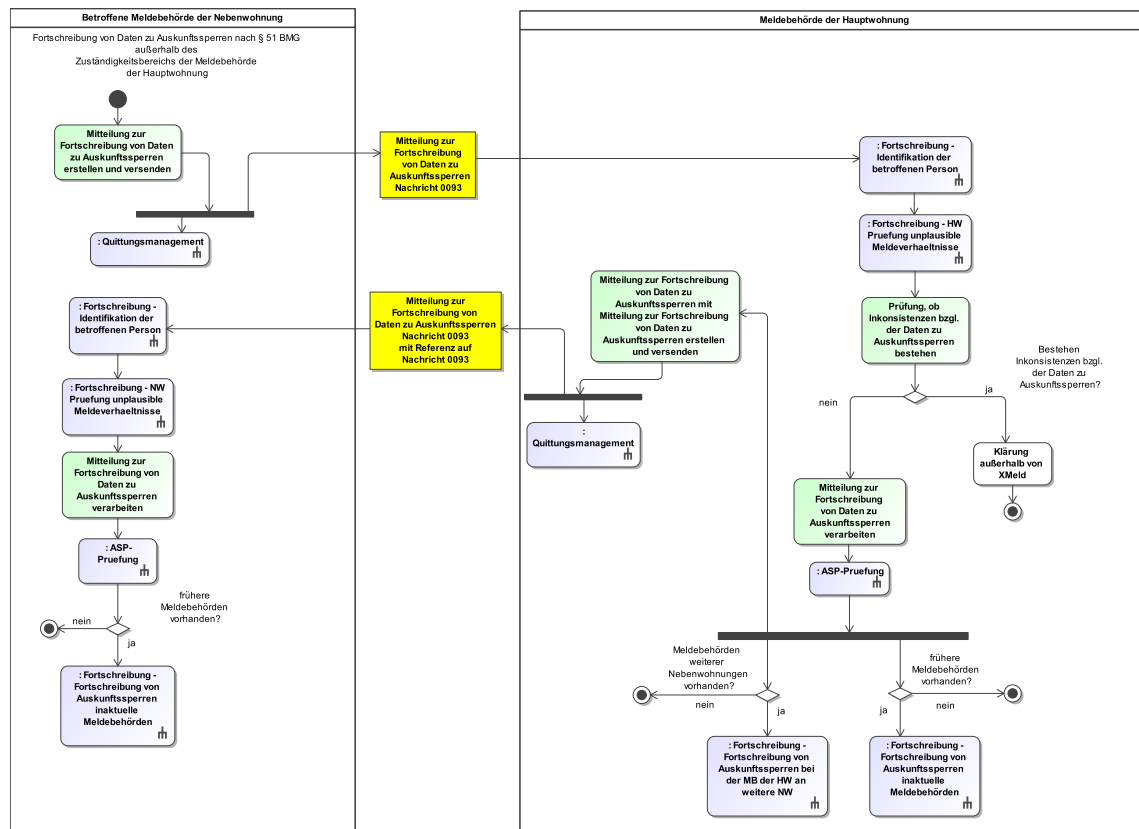 Betroffene Meldebehörde der Nebenwohnung
Fortschreibung von Daten zu Auskunftssperren nach § 51 BMG
außerhalb des
Zuständigkeitsbereichs der Meldebehörde
der Hauptwohnung
Mitteilung zur
Fortschreibung von Daten
zu Auskunftssperren
erstellen und versenden
: Quittungsmanagement
: Fortschreibung -
Identifikation der
betroffenen Person
: Fortschreibung - NW
Pruefung unplausible
Meldeverhaeltnisse
Mitteilung zur
Fortschreibung von
Daten zu
Auskunftssperren
verarbeiten
: ASP-
Pruefung
frühere
Meldebehörden
vorhanden?
nein
ja
: Fortschreibung -
Fortschreibung von
Auskunftssperren
inaktuelle
Meldebehörden
Mitteilung zur
Fortschreibung
von Daten zu
Auskunftssperren
Nachricht 0093
Mitteilung zur
Fortschreibung von
Daten zu Auskunftssperren
Nachricht 0093
mit Referenz auf
Nachricht 0093
Meldebehörde der Hauptwohnung
: Fortschreibung -
Identifikation der
betroffenen Person
: Fortschreibung - HW
Pruefung unplausible
Meldeverhaeltnisse
Mitteilung zur Fortschreibung
von Daten zu
Auskunftssperren mit
Mitteilung zur Fortschreibung
von Daten zu
Auskunftssperren erstellen
und versenden
:
Quittungsmanagement
Prüfung, ob
Inkonsistenzen bzgl.
der Daten zu
Auskunftssperren
bestehen
Bestehen
Inkonsistenzen bzgl.
der Daten zu
Auskunftssperren?
nein
ja
Klärung
außerhalb von
XMeld
Mitteilung zur
Fortschreibung
von Daten zu
Auskunftssperren
verarbeiten
: ASP-Pruefung
Meldebehörden
weiterer
Nebenwohnungen
vorhanden?
nein
ja
frühere
Meldebehörden
vorhanden?
ja
nein
: Fortschreibung -
Fortschreibung von
Auskunftssperren bei
der MB der HW an
weitere NW
: Fortschreibung -
Fortschreibung von
Auskunftssperren
inaktuelle
Meldebehörden